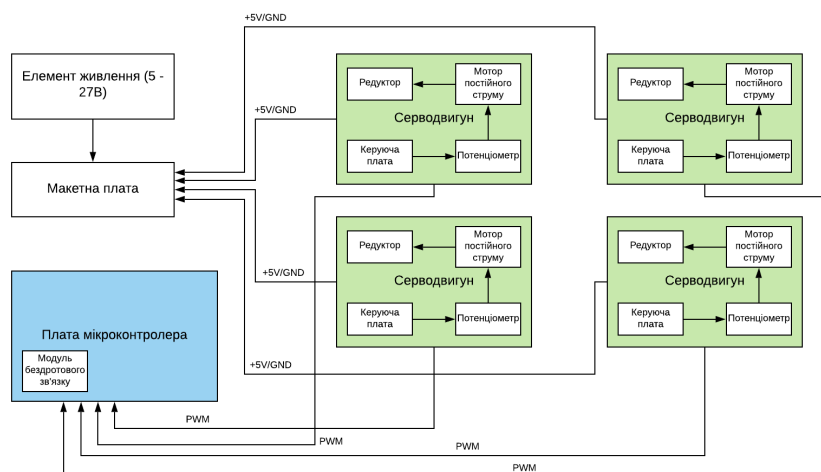 +5V/GND
Елемент живлення (5 -
27В)
Макетна плата
+5V/GND
Редуктор
Мотор
постійного
струму
Серводвигун
Керуюча
плата
Потенціометр
Редуктор
Мотор
постійного
струму
Серводвигун
Керуюча
плата
Потенціометр
+5V/GND
Редуктор
Мотор
постійного
струму
Серводвигун
Керуюча
плата
Потенціометр
Редуктор
Мотор
постійного
струму
Серводвигун
Керуюча
плата
Потенціометр
+5V/GND
Плата мікроконтролера
Модуль
бездротового
зв'язку
PWM
PWM
PWM
PWM